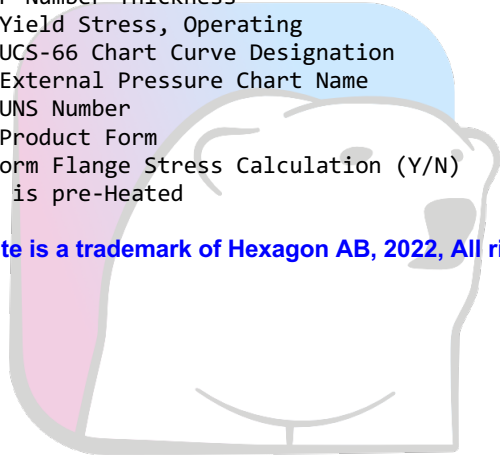 Number Thickness
Yield Stress, Operating
UCS-66 Chart Curve Designation
External Pressure Chart Name
UNS Number
Product Form
orm Flange Stress Calculation (Y/N)
is pre-Heated
te is a trademark of Hexagon AB, 2022, All ri